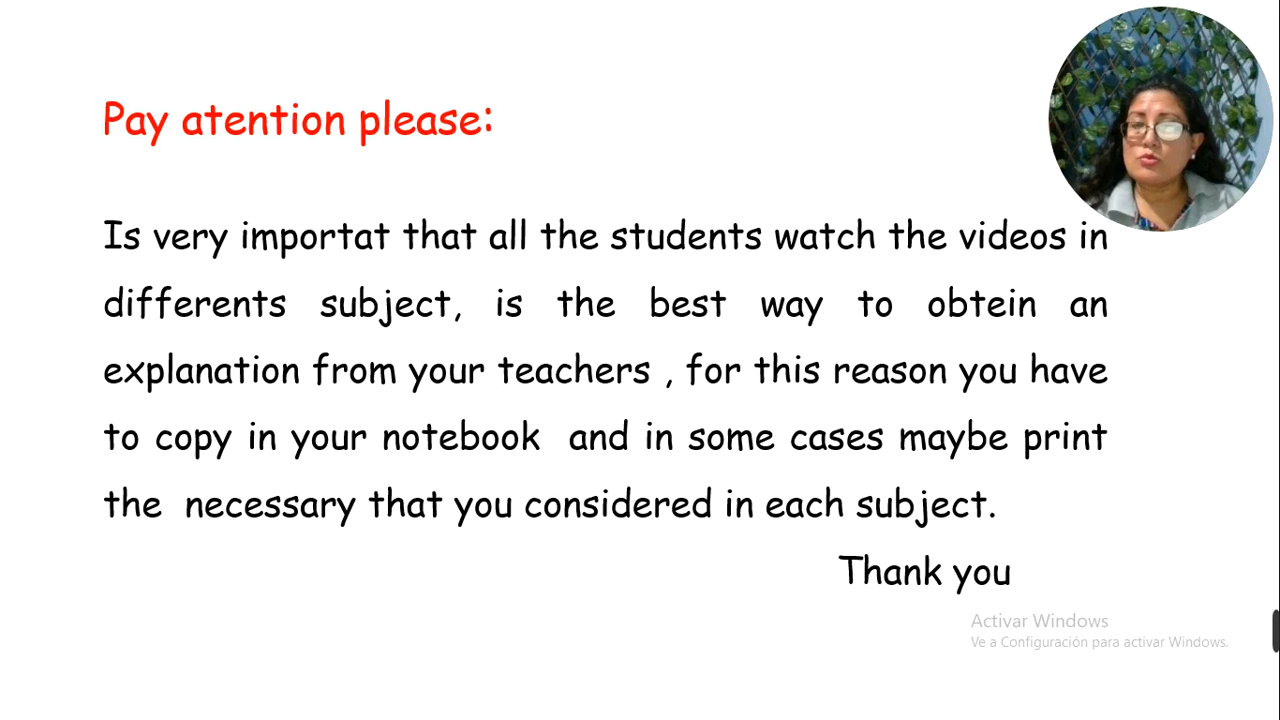 Pay atention please:
Is very importat that all the students watch the videos in
differents subject, is the best way to obtein an
explanation from your teachers , for this reason you have
to copy in your notebook and in some cases maybe print
the necessary that you considered in each subject.
Thank you
Activar Windows
Ve a Configuración para activar Windows.